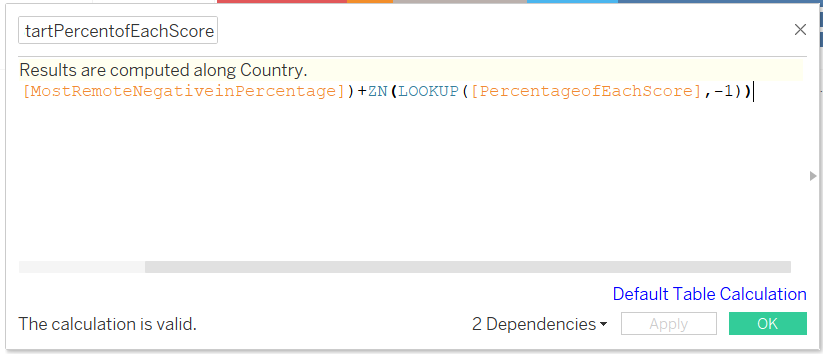 tartPercentofEachScore
Results are computed along Country.
[MostRemoteNegativeinPercentage])+ZN(LOOKUP([PercentageofEachScore],-1))
Default Table Calculation
The calculation is valid.
2 Dependencies
Apply
OK